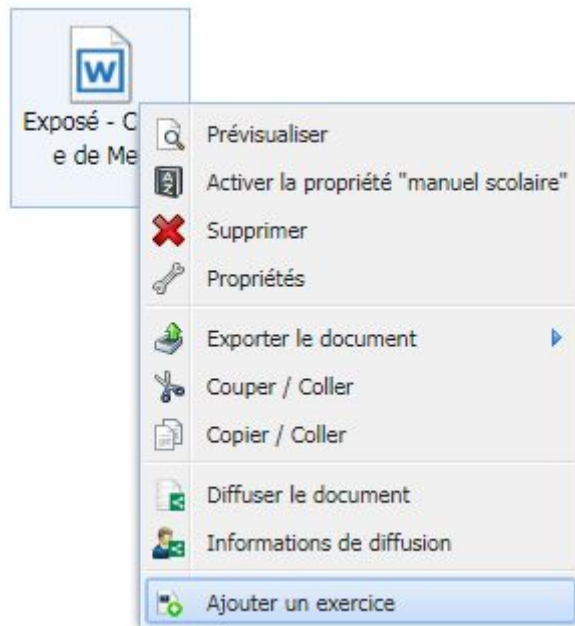 Exposé - C
e de Me
Prévisualiser
Activer la propriété "manuel scolaire"
Supprimer
Propriétés
Exporter le document
Couper / Coller
Copier / Coller
Diffuser le document
Informations de diffusion
Ajouter un exercice